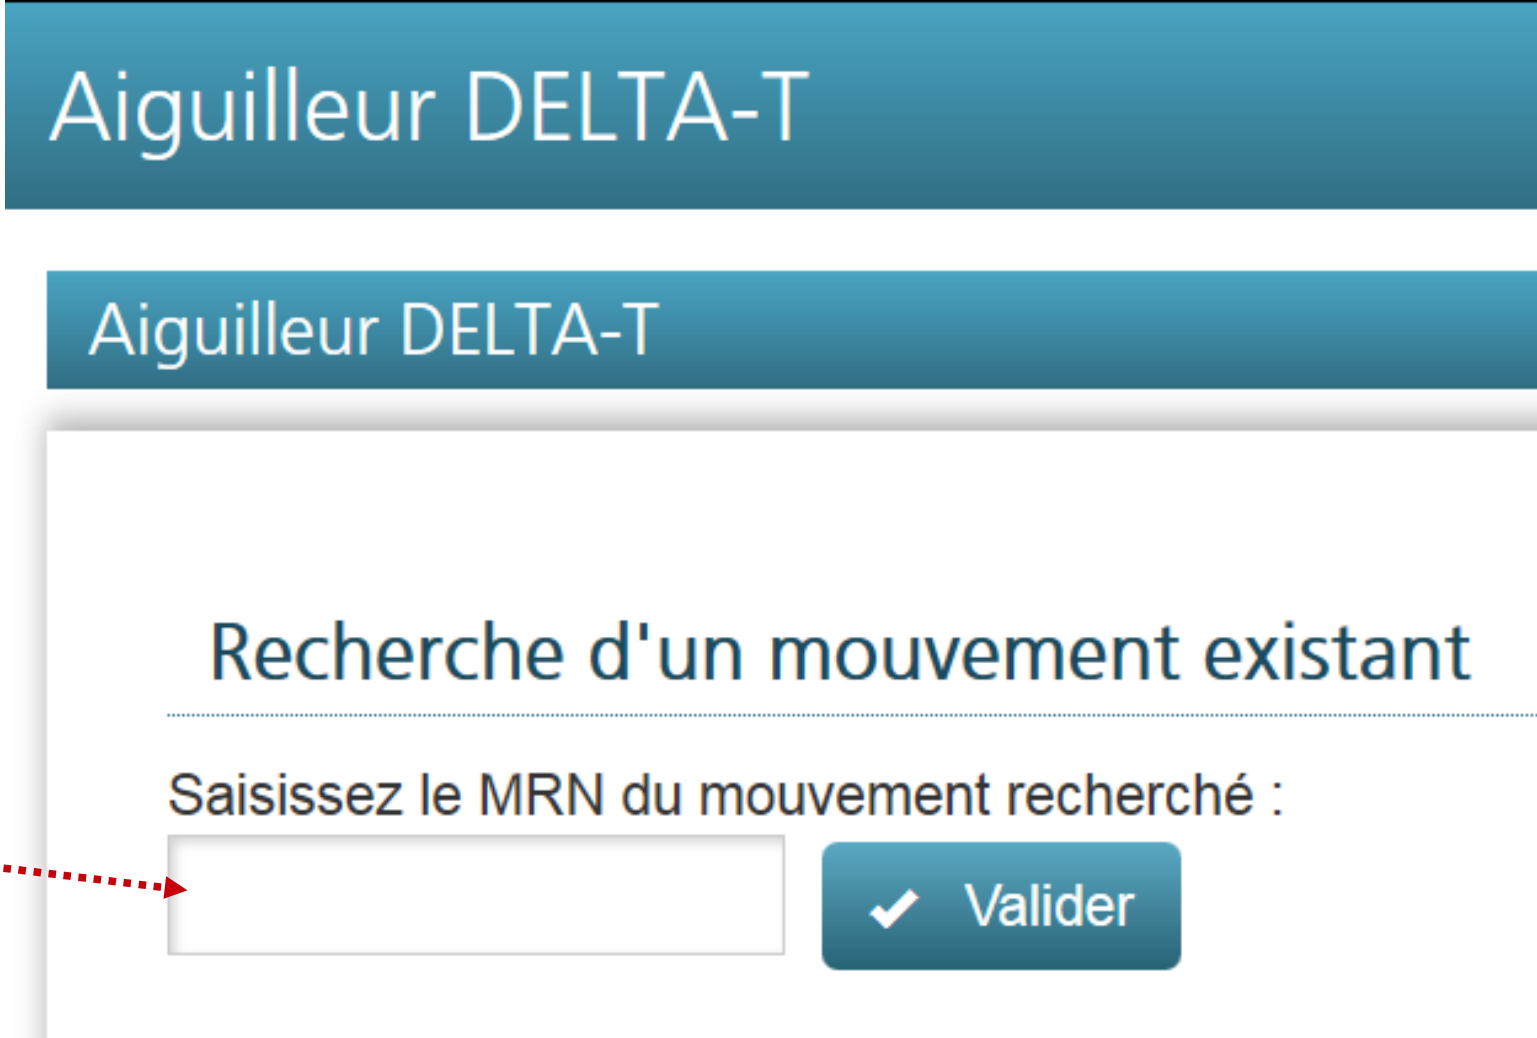 Aiguilleur DELTA-T
Aiguilleur DELTA-T
Recherche d'un mouvement existant
Saisissez le MRN du mouvement recherché :
Valider